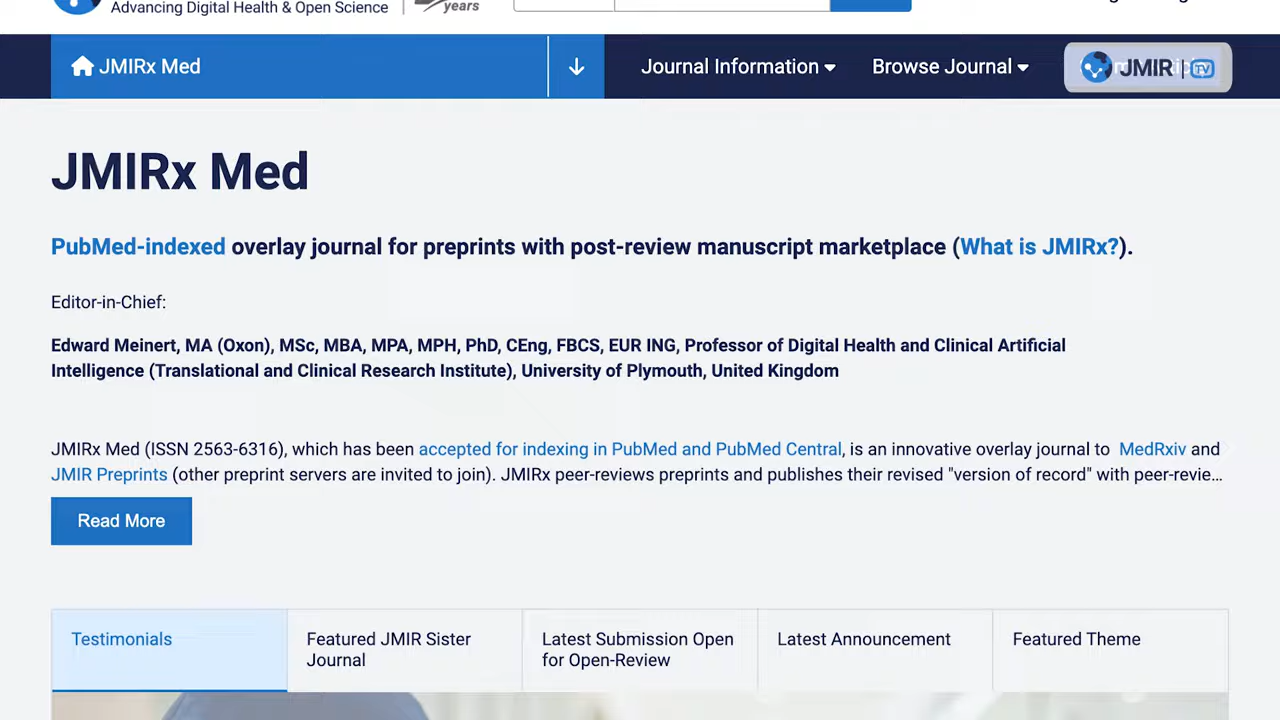 Advancing Digital Health & Open Science
years
JMIRx Med
Journal Information
Browse Journal
JMIR | TV
JMIRx Med
PubMed-indexed overlay journal for preprints with post-review manuscript marketplace (What is JMIRx?).
Editor-in-Chief:
Edward Meinert, MA (Oxon), MSc, MBA, MPA, MPH, PhD, CEng, FBCS, EUR ING, Professor of Digital Health and Clinical Artificial
Intelligence (Translational and Clinical Research Institute), University of Plymouth, United Kingdom
JMIRx Med (ISSN 2563-6316), which has been accepted for indexing in PubMed and PubMed Central, is an innovative overlay journal to MedRxiv and
JMIR Preprints (other preprint servers are invited to join). JMIRx peer-reviews preprints and publishes their revised "version of record" with peer-revie…
Read More
Testimonials
Featured JMIR Sister
Journal
Latest Submission Open
for Open-Review
Latest Announcement
Featured Theme